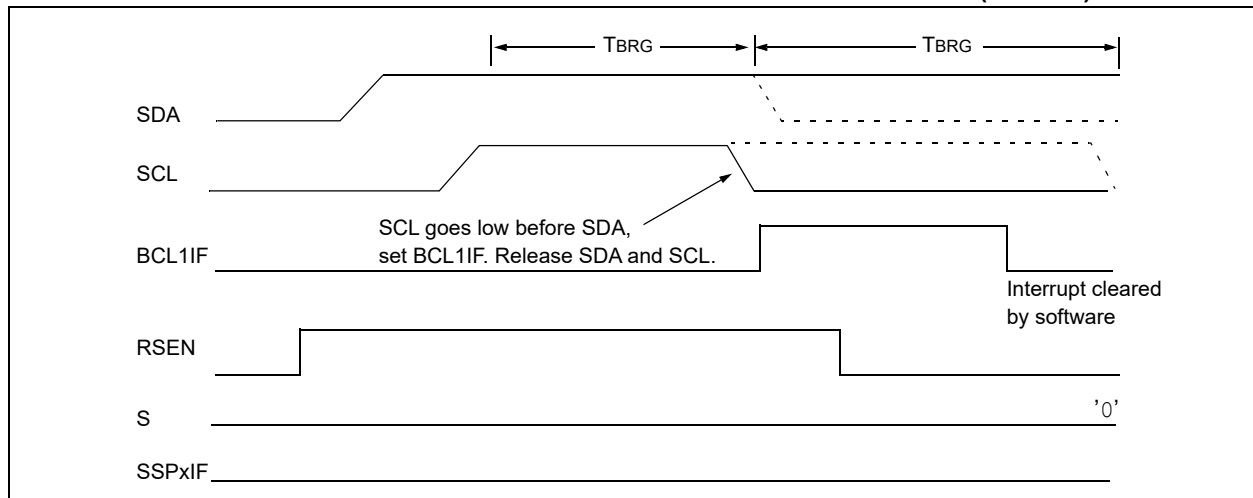 TBRG TBRG
SDA
SCL
SCL goes low before SDA,
set BCL1IF. Release SDA and SCL.
BCL1IF
Interrupt cleared
by software
RSEN
S
'0'
SSPxIF